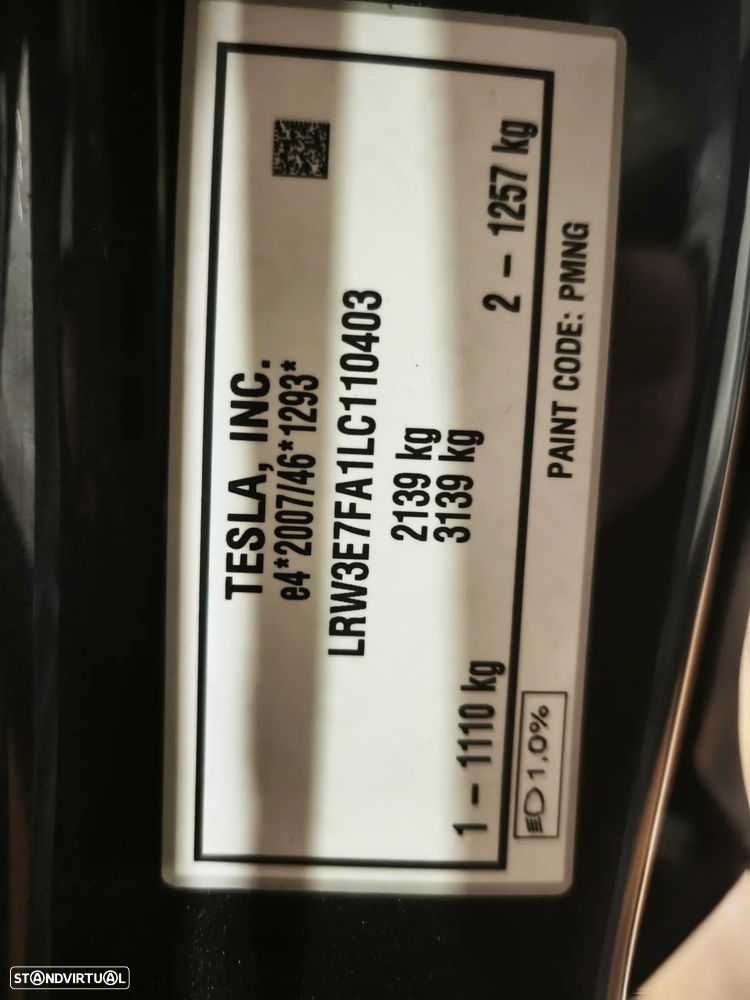 TESLA, INC.
e4*2007/46*1293*
LRW3E7FA1LC110403
2139 kg
3139 kg
1 - 1110 kg
2 - 1257 kg
1,0%
PAINT CODE: PMNG
STANDVIRTUAL